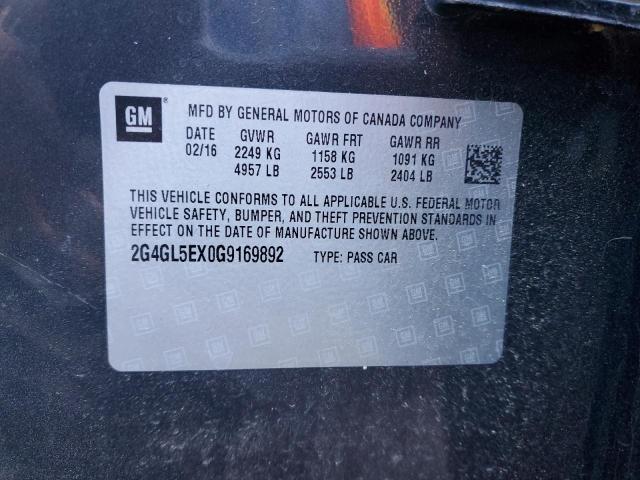 GM ® MFD BY GENERAL MOTORS OF CANADA COMPANY
DATE GVWR GAWR FRT GAWR RR
02/16 2249 KG 1158 KG 1091 KG
4957 LB 2553 LB 2404 LB
THIS VEHICLE CONFORMS TO ALL APPLICABLE U.S. FEDERAL MOTOR
VEHICLE SAFETY, BUMPER, AND THEFT PREVENTION STANDARDS IN
EFFECT ON THE DATE OF MANUFACTURE SHOWN ABOVE.
2G4GL5EX0G9169892 TYPE: PASS CAR